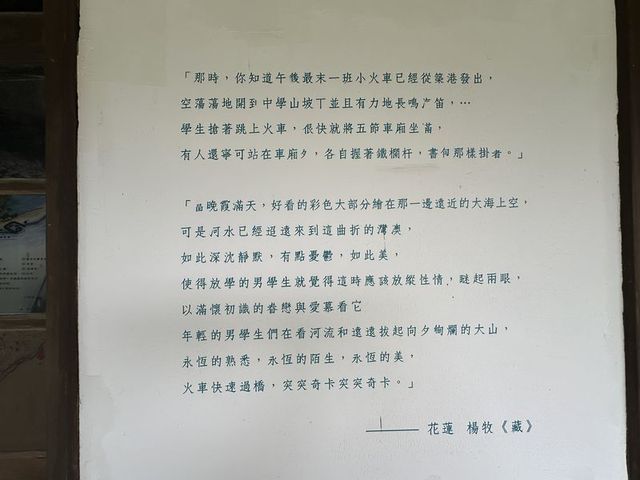 「那時，你知道午後最末一班小火車已經從築港發出，
空蕩蕩地開到中學山坡丅並且有力地長鳴产笛，…
學生搶著跳上火車，很快就將五節車廂坐滿，
有人還寧可站在車廂夕，各自握著鐵欄杆，書包那樣掛者。」
「晚霞滿天，好看的彩色大部分繪在那一邊遠近的大海上空，
可是河水已經迢遠來到這曲折的灣澳，
如此深沈靜默，有點憂鬱，如此美，
使得放學的男學生就覺得這時應該放縱性情，瞇起兩眼，
以滿懷初識的眷戀與愛慕看它
年輕的男學生們在看河流和遠遠拔起向夕絢爛的大山，
永恆的熟悉，永恆的陌生，永恆的美，
火車快速過橋，突突奇卡突突奇卡。」
——— 花蓮 楊牧《藏》